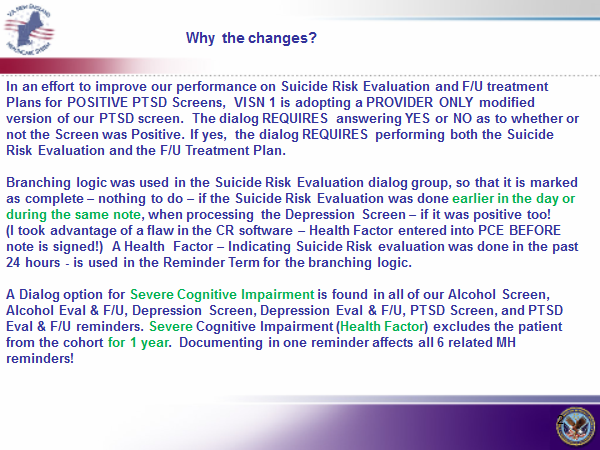 V.A. NEW ENGLAND
HEALTHCARE SYSTEM
Why the changes?
In an effort to improve our performance on Suicide Risk Evaluation and F/U treatment
Plans for POSITIVE PTSD Screens, VISN 1 is adopting a PROVIDER ONLY modified
version of our PTSD screen. The dialog REQUIRES answering YES or NO as to whether or
not the Screen was Positive. If yes, the dialog REQUIRES performing both the Suicide
Risk Evaluation and the F/U Treatment Plan.
Branching logic was used in the Suicide Risk Evaluation dialog group, so that it is marked
as complete – nothing to do – if the Suicide Risk Evaluation was done earlier in the day or
during the same note, when processing the Depression Screen – if it was positive too!
(I took advantage of a flaw in the CR software – Health Factor entered into PCE BEFORE
note is signed!) A Health Factor – Indicating Suicide Risk evaluation was done in the past
24 hours - is used in the Reminder Term for the branching logic.
A Dialog option for Severe Cognitive Impairment is found in all of our Alcohol Screen,
Alcohol Eval & F/U, Depression Screen, Depression Eval & F/U, PTSD Screen, and PTSD
Eval & F/U reminders. Severe Cognitive Impairment (Health Factor) excludes the patient
from the cohort for 1 year. Documenting in one reminder affects all 6 related MH
reminders!